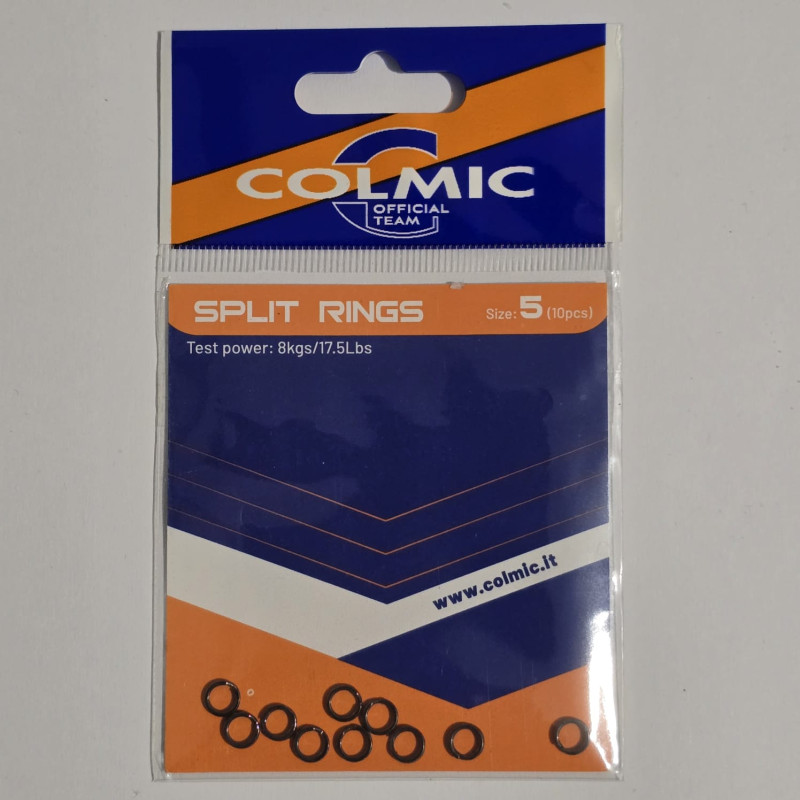 COLMIC
OFFICIAL
TEAM
SPLIT RINGS
Size: 5 (10pcs)
Test power: 8kgs/17.5Lbs
www.colmic.it